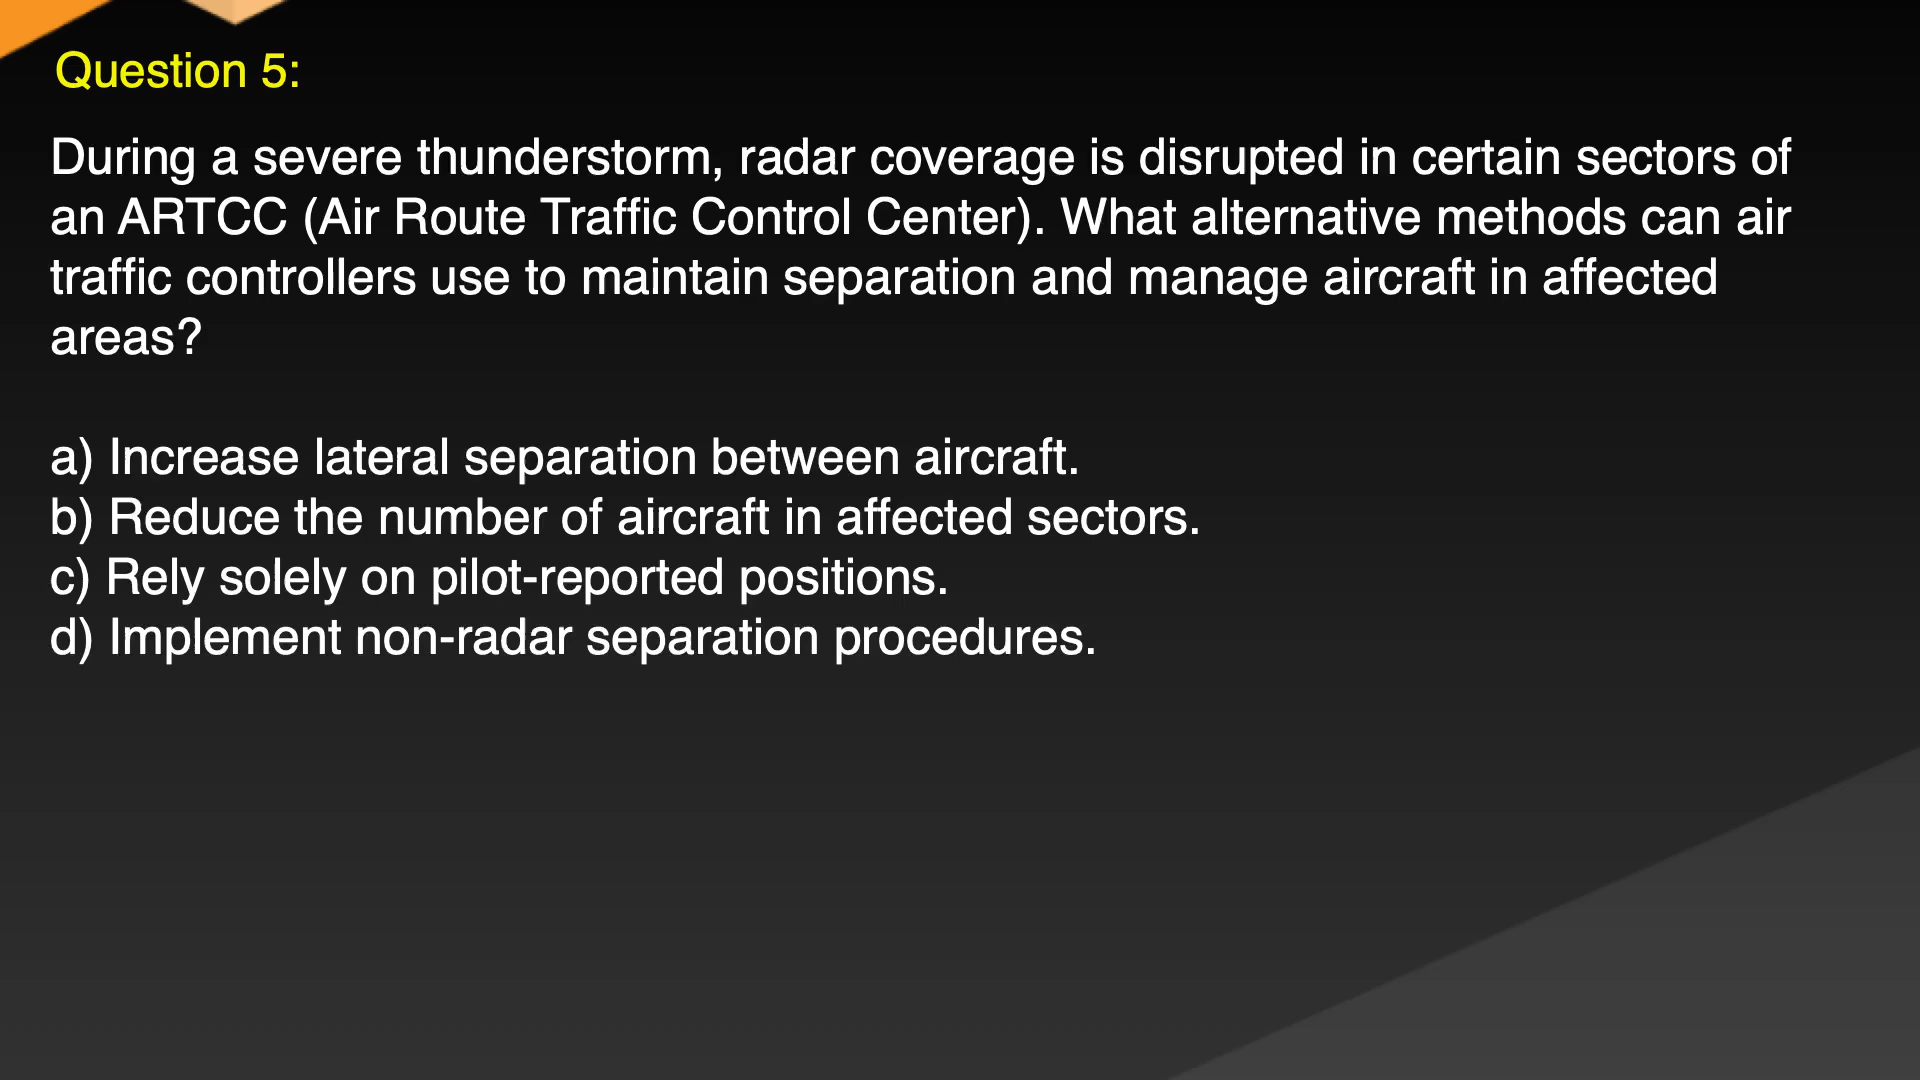 Question 5:
During a severe thunderstorm, radar coverage is disrupted in certain sectors of
an ARTCC (Air Route Traffic Control Center). What alternative methods can air
traffic controllers use to maintain separation and manage aircraft in affected
areas?
a) Increase lateral separation between aircraft.
b) Reduce the number of aircraft in affected sectors.
c) Rely solely on pilot-reported positions.
d) Implement non-radar separation procedures.